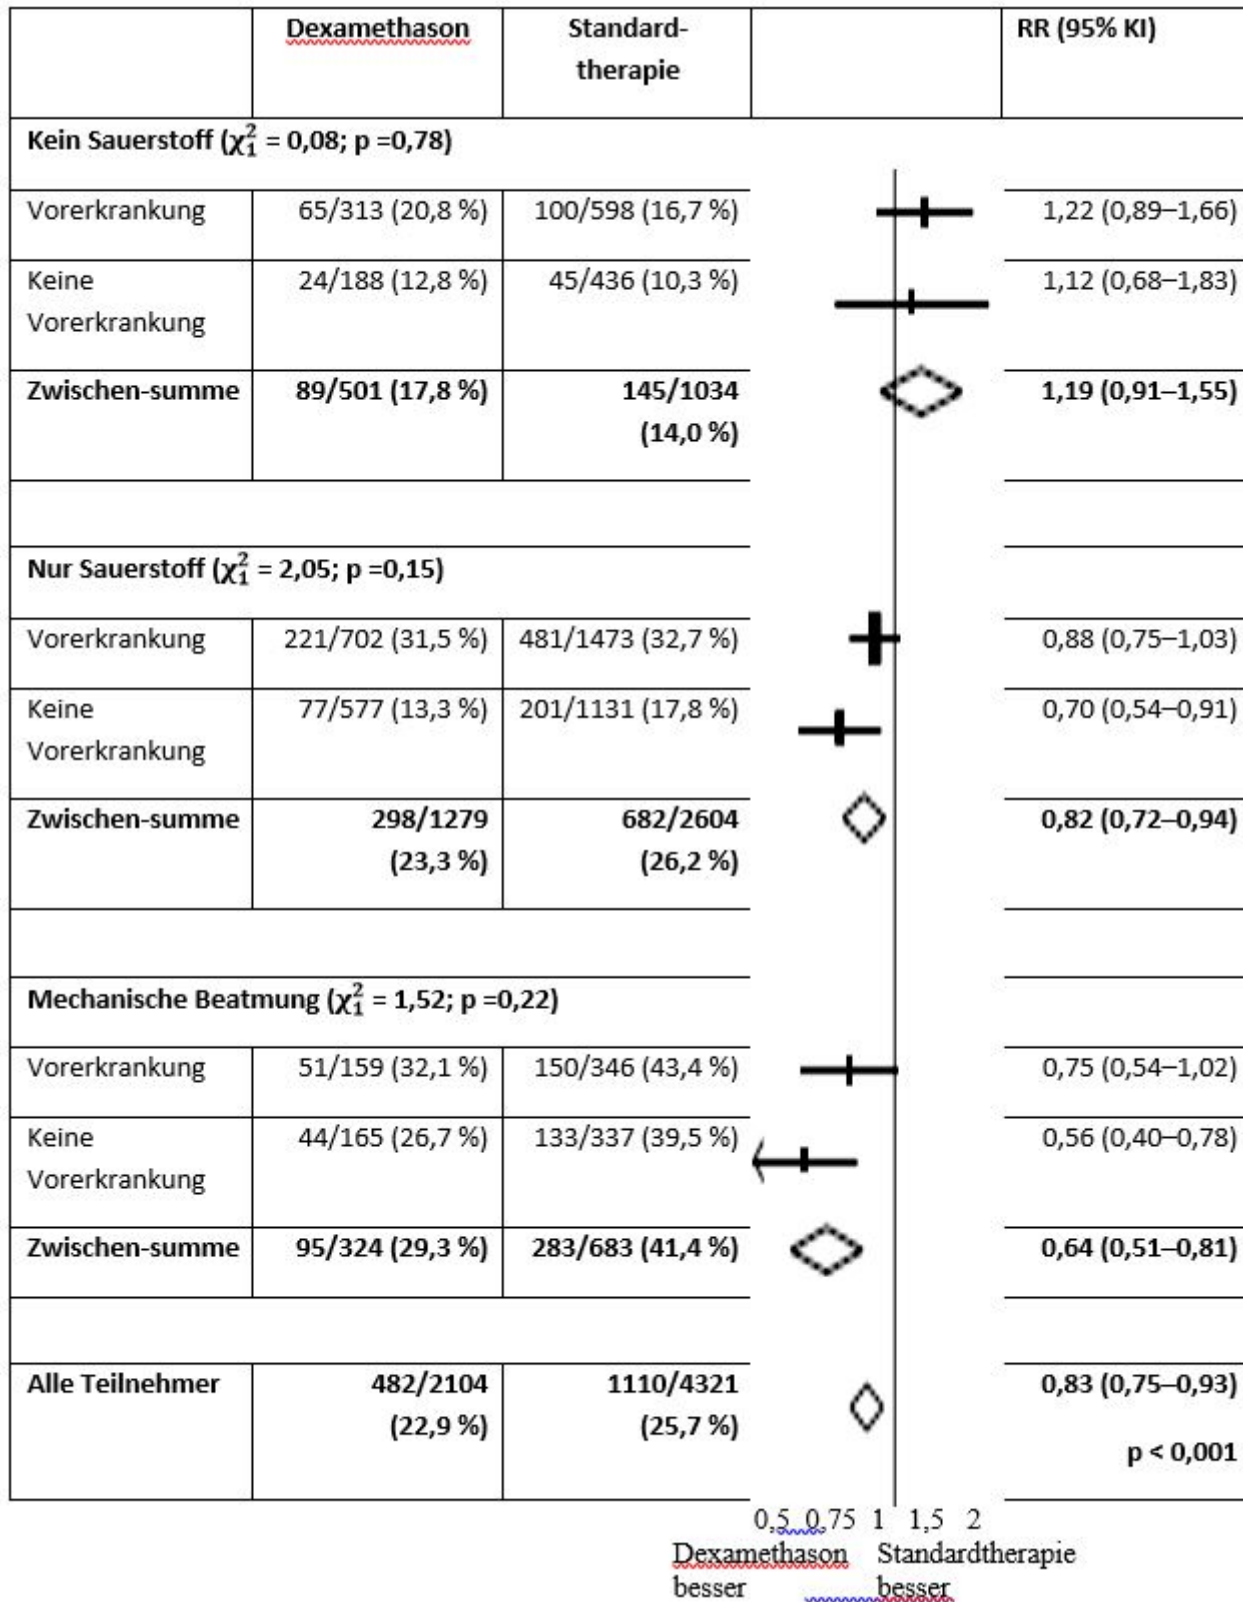 Dexamethason Standard- RR (95% KI)
therapie
Kein Sauerstoff (χ₁² = 0,08; p =0,78)
Vorerkrankung 65/313 (20,8 %) 100/598 (16,7 %) 1,22 (0,89–1,66)
Keine 24/188 (12,8 %) 45/436 (10,3 %) 1,12 (0,68–1,83)
Vorerkrankung
Zwischen-summe 89/501 (17,8 %) 145/1034 1,19 (0,91–1,55)
(14,0 %)
Nur Sauerstoff (χ₁² = 2,05; p =0,15)
Vorerkrankung 221/702 (31,5 %) 481/1473 (32,7 %) 0,88 (0,75–1,03)
Keine 77/577 (13,3 %) 201/1131 (17,8 %) 0,70 (0,54–0,91)
Vorerkrankung
Zwischen-summe 298/1279 682/2604 0,82 (0,72–0,94)
(23,3 %) (26,2 %)
Mechanische Beatmung (χ₁² = 1,52; p =0,22)
Vorerkrankung 51/159 (32,1 %) 150/346 (43,4 %) 0,75 (0,54–1,02)
Keine 44/165 (26,7 %) 133/337 (39,5 %) 0,56 (0,40–0,78)
Vorerkrankung
Zwischen-summe 95/324 (29,3 %) 283/683 (41,4 %) 0,64 (0,51–0,81)
Alle Teilnehmer 482/2104 1110/4321 0,83 (0,75–0,93)
(22,9 %) (25,7 %)
p < 0,001
0,5 0,75 1 1,5 2
Dexamethason Standardtherapie
besser besser